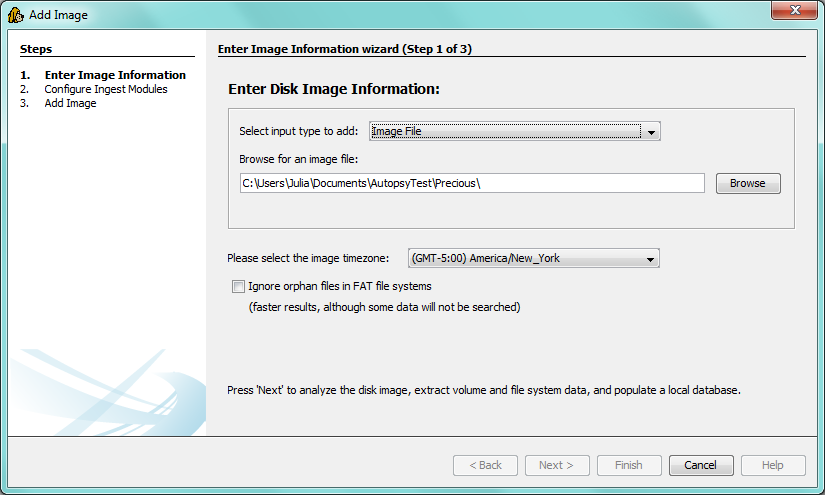 Add Image
Steps
1. Enter Image Information
2. Configure Ingest Modules
3. Add Image
Enter Image Information wizard (Step 1 of 3)
Enter Disk Image Information:
Select input type to add: Image File
Browse for an image file:
C:\Users\Julia\Documents\AutopsyTest\Precious\ Browse
Please select the image timezone: (GMT-5:00) America/New_York
Ignore orphan files in FAT file systems
(faster results, although some data will not be searched)
Press 'Next' to analyze the disk image, extract volume and file system data, and populate a local database.
< Back Next > Finish Cancel Help